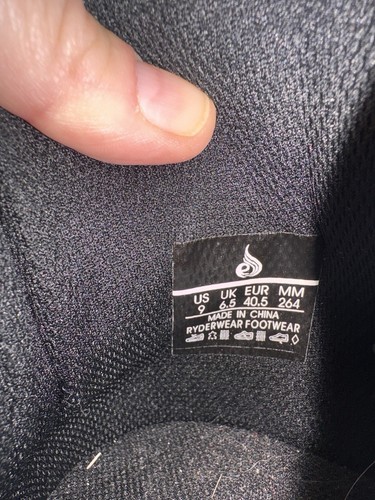 US UK EUR MM
9 6.5 40.5 264
MADE IN CHINA
RYDERWEAR FOOTWEAR